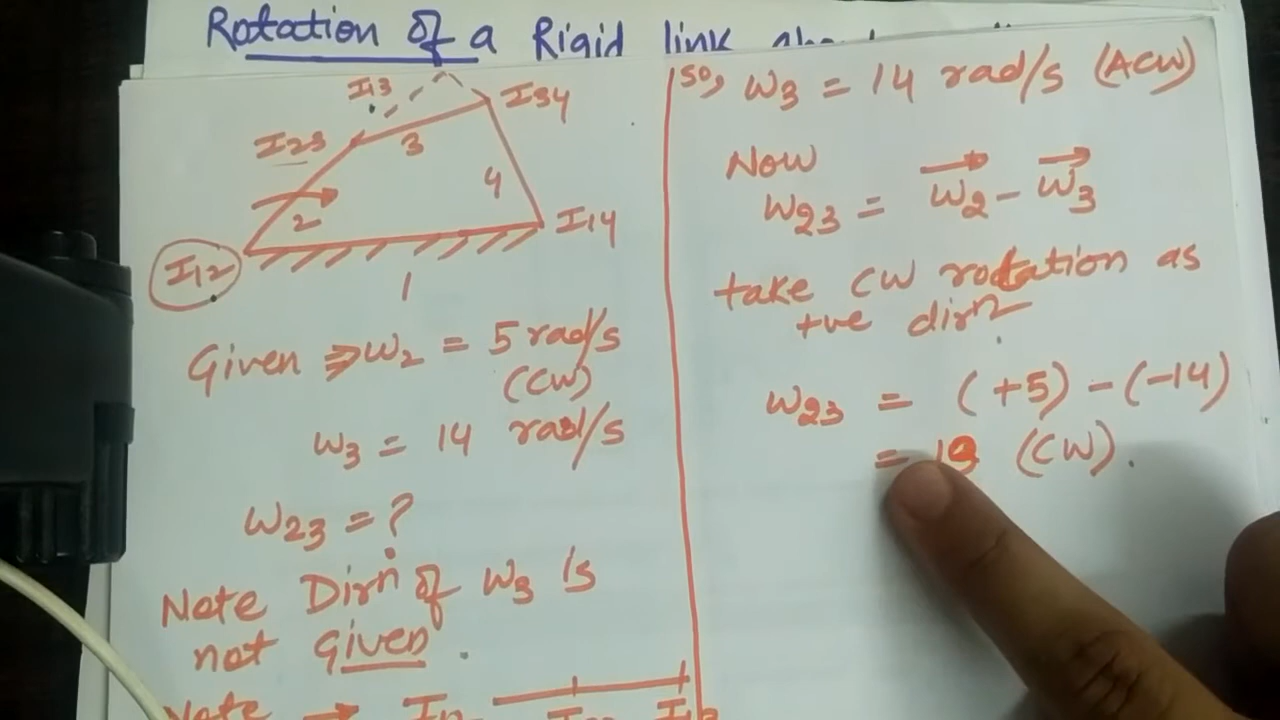 Rotation of a Rigid link
I13
I34
I23
3
4
2
I14
I12
1
Given ⇒ ω2 = 5 rad/s
(CW)
ω3 = 14 rad/s
ω23 = ?
Note Dirn of ω3 is
not Given.
Note →
so, ω3 = 14 rad/s (ACW)
Now
ω23 = ω2 - ω3
take CW rotation as
+ve dirn
ω23 = (+5) - (-14)
= 19 (CW).